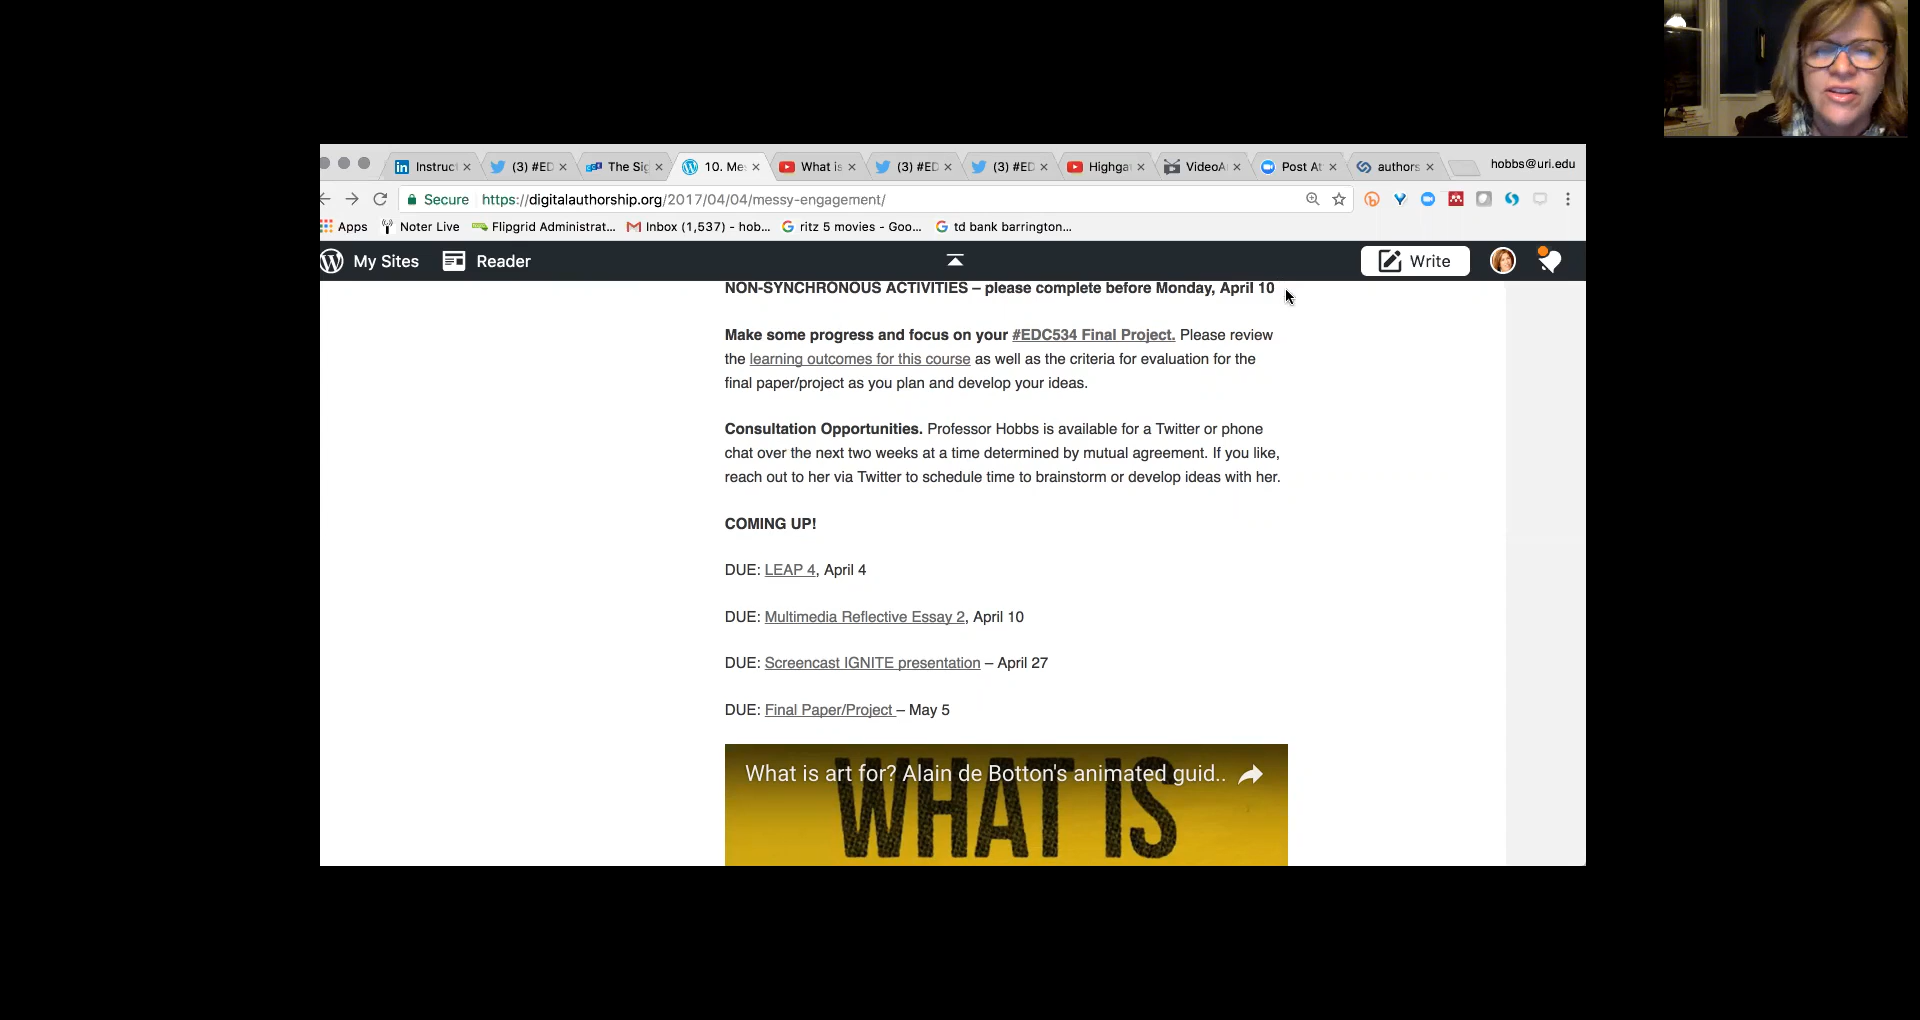 Instruc
(3) #ED
The Sig
10. Mes
What is
(3) #ED
(3) #ED
Highga
VideoA
Post At
authors
hobbs@uri.edu
Secure https://digitalauthorship.org/2017/04/04/messy-engagement/
Apps Noter Live Flipgrid Administrat... Inbox (1,537) - hob... ritz 5 movies - Goo... td bank barrington...
My Sites Reader Write
NON-SYNCHRONOUS ACTIVITIES – please complete before Monday, April 10
Make some progress and focus on your #EDC534 Final Project. Please review
the learning outcomes for this course as well as the criteria for evaluation for the
final paper/project as you plan and develop your ideas.
Consultation Opportunities. Professor Hobbs is available for a Twitter or phone
chat over the next two weeks at a time determined by mutual agreement. If you like,
reach out to her via Twitter to schedule time to brainstorm or develop ideas with her.
COMING UP!
DUE: LEAP 4, April 4
DUE: Multimedia Reflective Essay 2, April 10
DUE: Screencast IGNITE presentation – April 27
DUE: Final Paper/Project – May 5
What is art for? Alain de Botton's animated guid..
WHAT IS